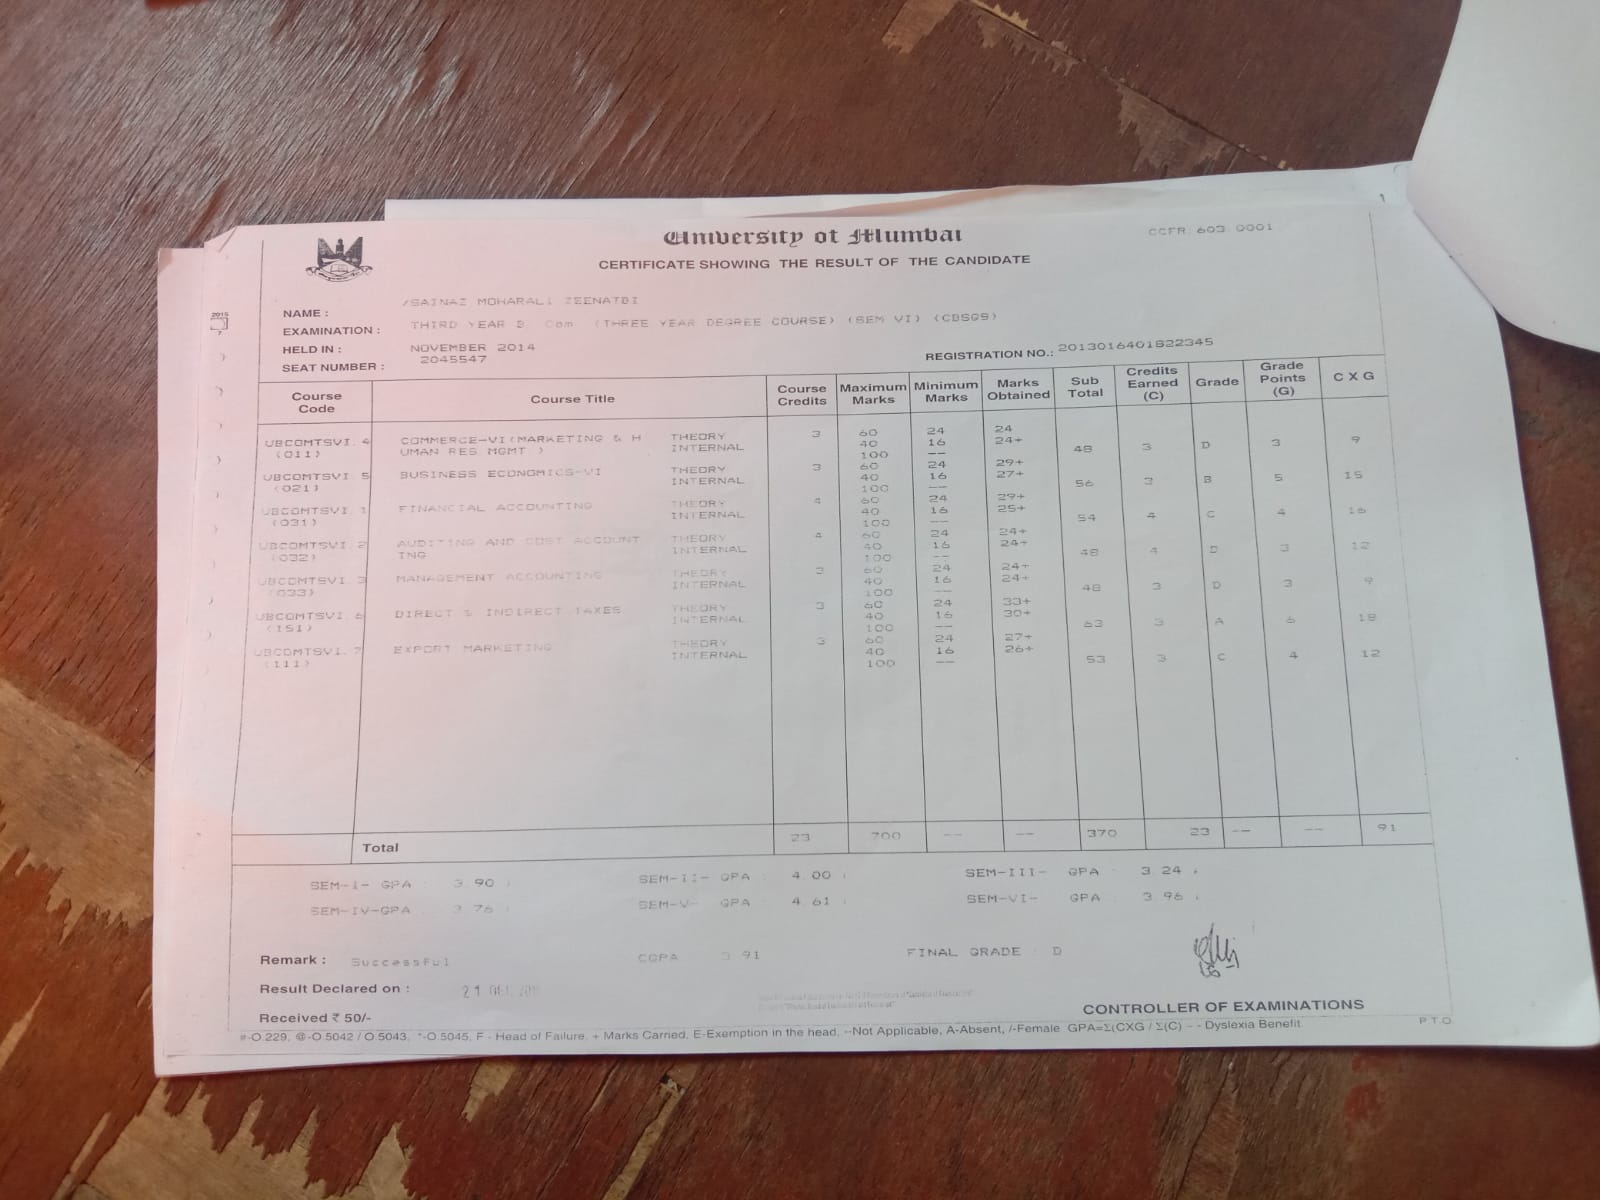 University of Mumbai
CCFR: 603: 0001
CERTIFICATE SHOWING THE RESULT OF THE CANDIDATE
2015
7
NAME : /SAINAZ MOHARALI ZEENATBI
EXAMINATION : THIRD YEAR B. Com (THREE YEAR DEGREE COURSE) (SEM VI) (CBSGS)
HELD IN : NOVEMBER 2014
SEAT NUMBER : 2045547
REGISTRATION NO.: 2013016401822345
Course Code Course Title Course Credits Maximum Marks Minimum Marks Marks Obtained Sub Total Credits Earned (C) Grade Grade Points (G) C X G
UBCOMTSVI. 4 COMMERCE-VI(MARKETING & H THEORY 3 60 24 24
(011) UMAN RES MGMT ) INTERNAL 40 16 24+ 48 3 D 3 9
100 --
UBCOMTSVI. 5 BUSINESS ECONOMICS-VI THEORY 3 60 24 29+
(021) INTERNAL 40 16 27+ 56 3 B 5 15
100 --
UBCOMTSVI. 1 FINANCIAL ACCOUNTING THEORY 4 60 24 29+
(031) INTERNAL 40 16 25+ 54 4 C 4 16
100 --
UBCOMTSVI. 2 AUDITING AND COST ACCOUNT THEORY 4 60 24 24+
(032) ING INTERNAL 40 16 24+ 48 4 D 3 12
100 --
UBCOMTSVI. 3 MANAGEMENT ACCOUNTING THEORY 3 60 24 24+
(033) INTERNAL 40 16 24+ 48 3 D 3 9
100 --
UBCOMTSVI. 6 DIRECT & INDIRECT TAXES THEORY 3 60 24 33+
(151) INTERNAL 40 16 30+ 63 3 A 6 18
100 --
UBCOMTSVI. 7 EXPORT MARKETING THEORY 3 60 24 27+
(111) INTERNAL 40 16 26+ 53 3 C 4 12
100 --
Total 23 700 -- -- 370 23 -- -- 91
SEM-I- GPA : 3.90 SEM-II- GPA : 4.00 SEM-III- GPA : 3.24
SEM-IV-GPA : 3.76 SEM-V- GPA : 4.61 SEM-VI- GPA : 3.96
Remark : Successful CGPA : 3.91 FINAL GRADE : D
Result Declared on : 21
CONTROLLER OF EXAMINATIONS
Received ₹ 50/-
P.T.O.
#-O.229, @-O.5042 / O.5043, *-O.5045, F - Head of Failure, + Marks Carried, E-Exemption in the head, --Not Applicable, A-Absent, /-Female GPA=Σ(CXG / Σ(C) ~ - Dyslexia Benefit